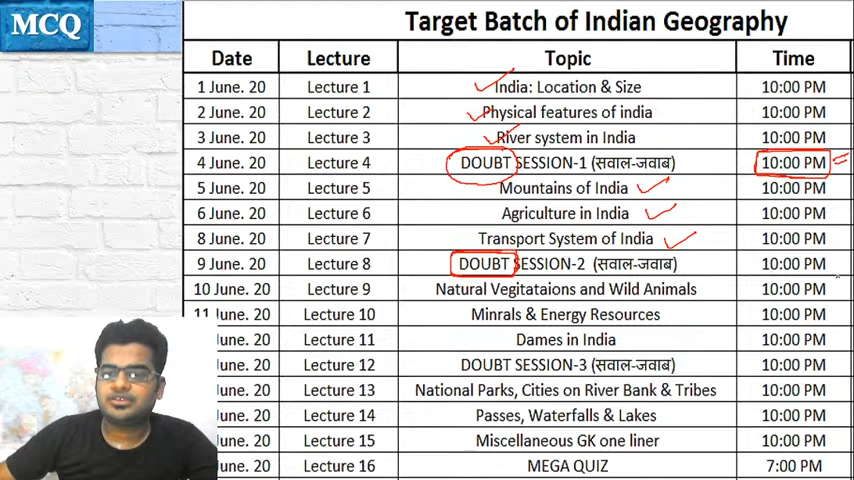 MCQ
Target Batch of Indian Geography
Date Lecture Topic Time
1 June. 20 Lecture 1 India: Location & Size 10:00 PM
2 June. 20 Lecture 2 Physical features of india 10:00 PM
3 June. 20 Lecture 3 River system in India 10:00 PM
4 June. 20 Lecture 4 DOUBT SESSION-1 (सवाल-जवाब) 10:00 PM
5 June. 20 Lecture 5 Mountains of India 10:00 PM
6 June. 20 Lecture 6 Agriculture in India 10:00 PM
8 June. 20 Lecture 7 Transport System of India 10:00 PM
9 June. 20 Lecture 8 DOUBT SESSION-2 (सवाल-जवाब) 10:00 PM
10 June. 20 Lecture 9 Natural Vegitataions and Wild Animals 10:00 PM
11 June. 20 Lecture 10 Minrals & Energy Resources 10:00 PM
June. 20 Lecture 11 Dames in India 10:00 PM
June. 20 Lecture 12 DOUBT SESSION-3 (सवाल-जवाब) 10:00 PM
June. 20 Lecture 13 National Parks, Cities on River Bank & Tribes 10:00 PM
June. 20 Lecture 14 Passes, Waterfalls & Lakes 10:00 PM
June. 20 Lecture 15 Miscellaneous GK one liner 10:00 PM
June. 20 Lecture 16 MEGA QUIZ 7:00 PM